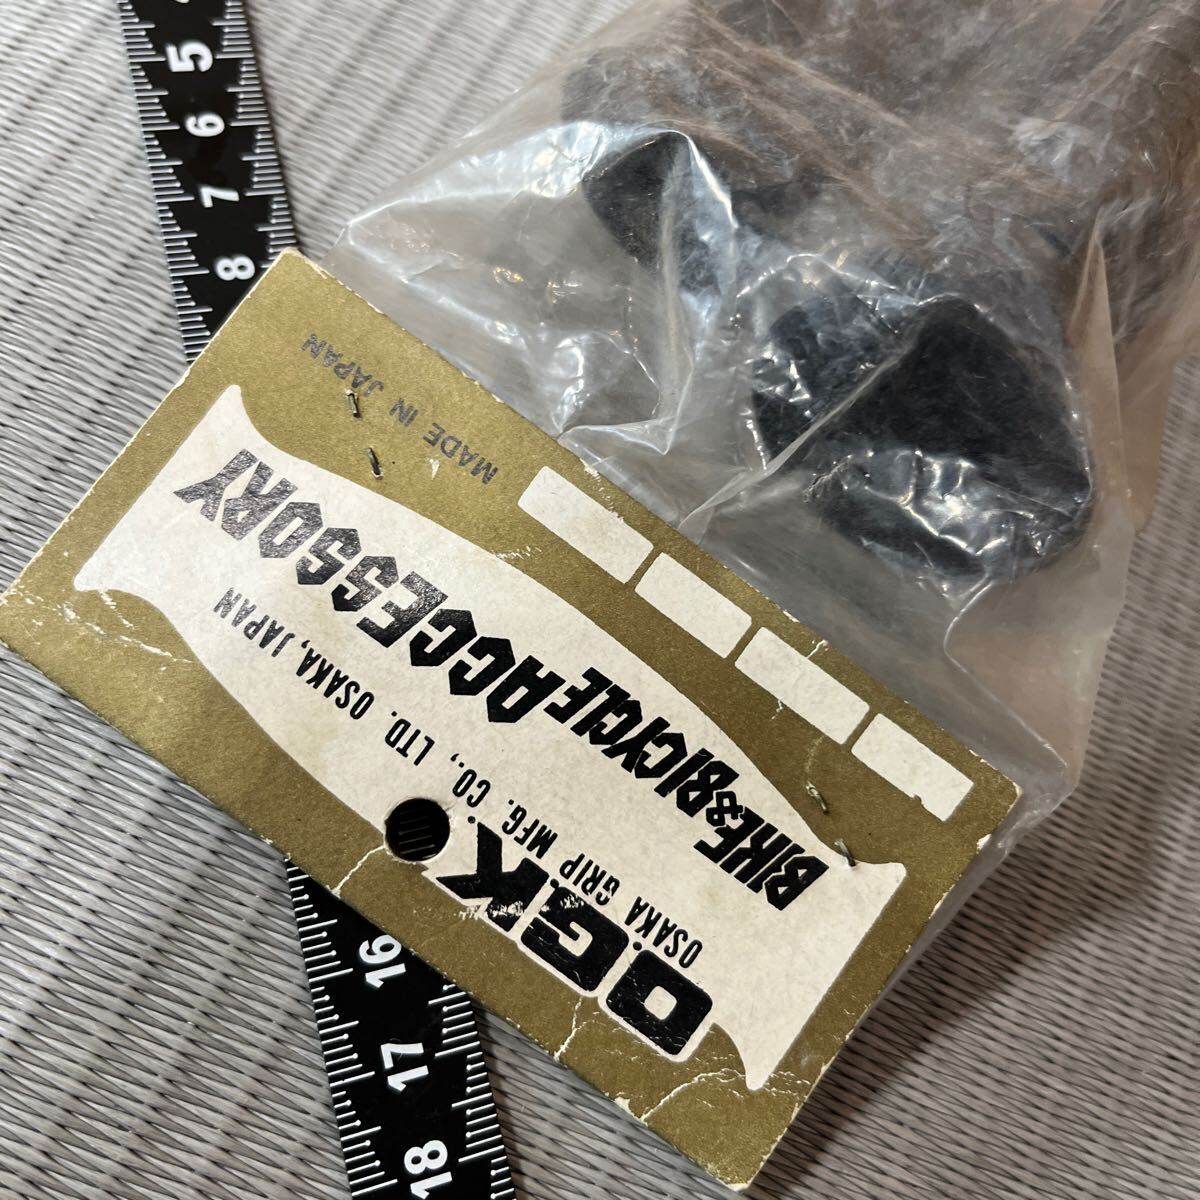 O.G.K.
OSAKA GRIP MFG. CO., LTD. OSAKA, JAPAN
BIKE & BICYCLE ACCESSORY
MADE IN JAPAN
5
6
7
8
16
17
18